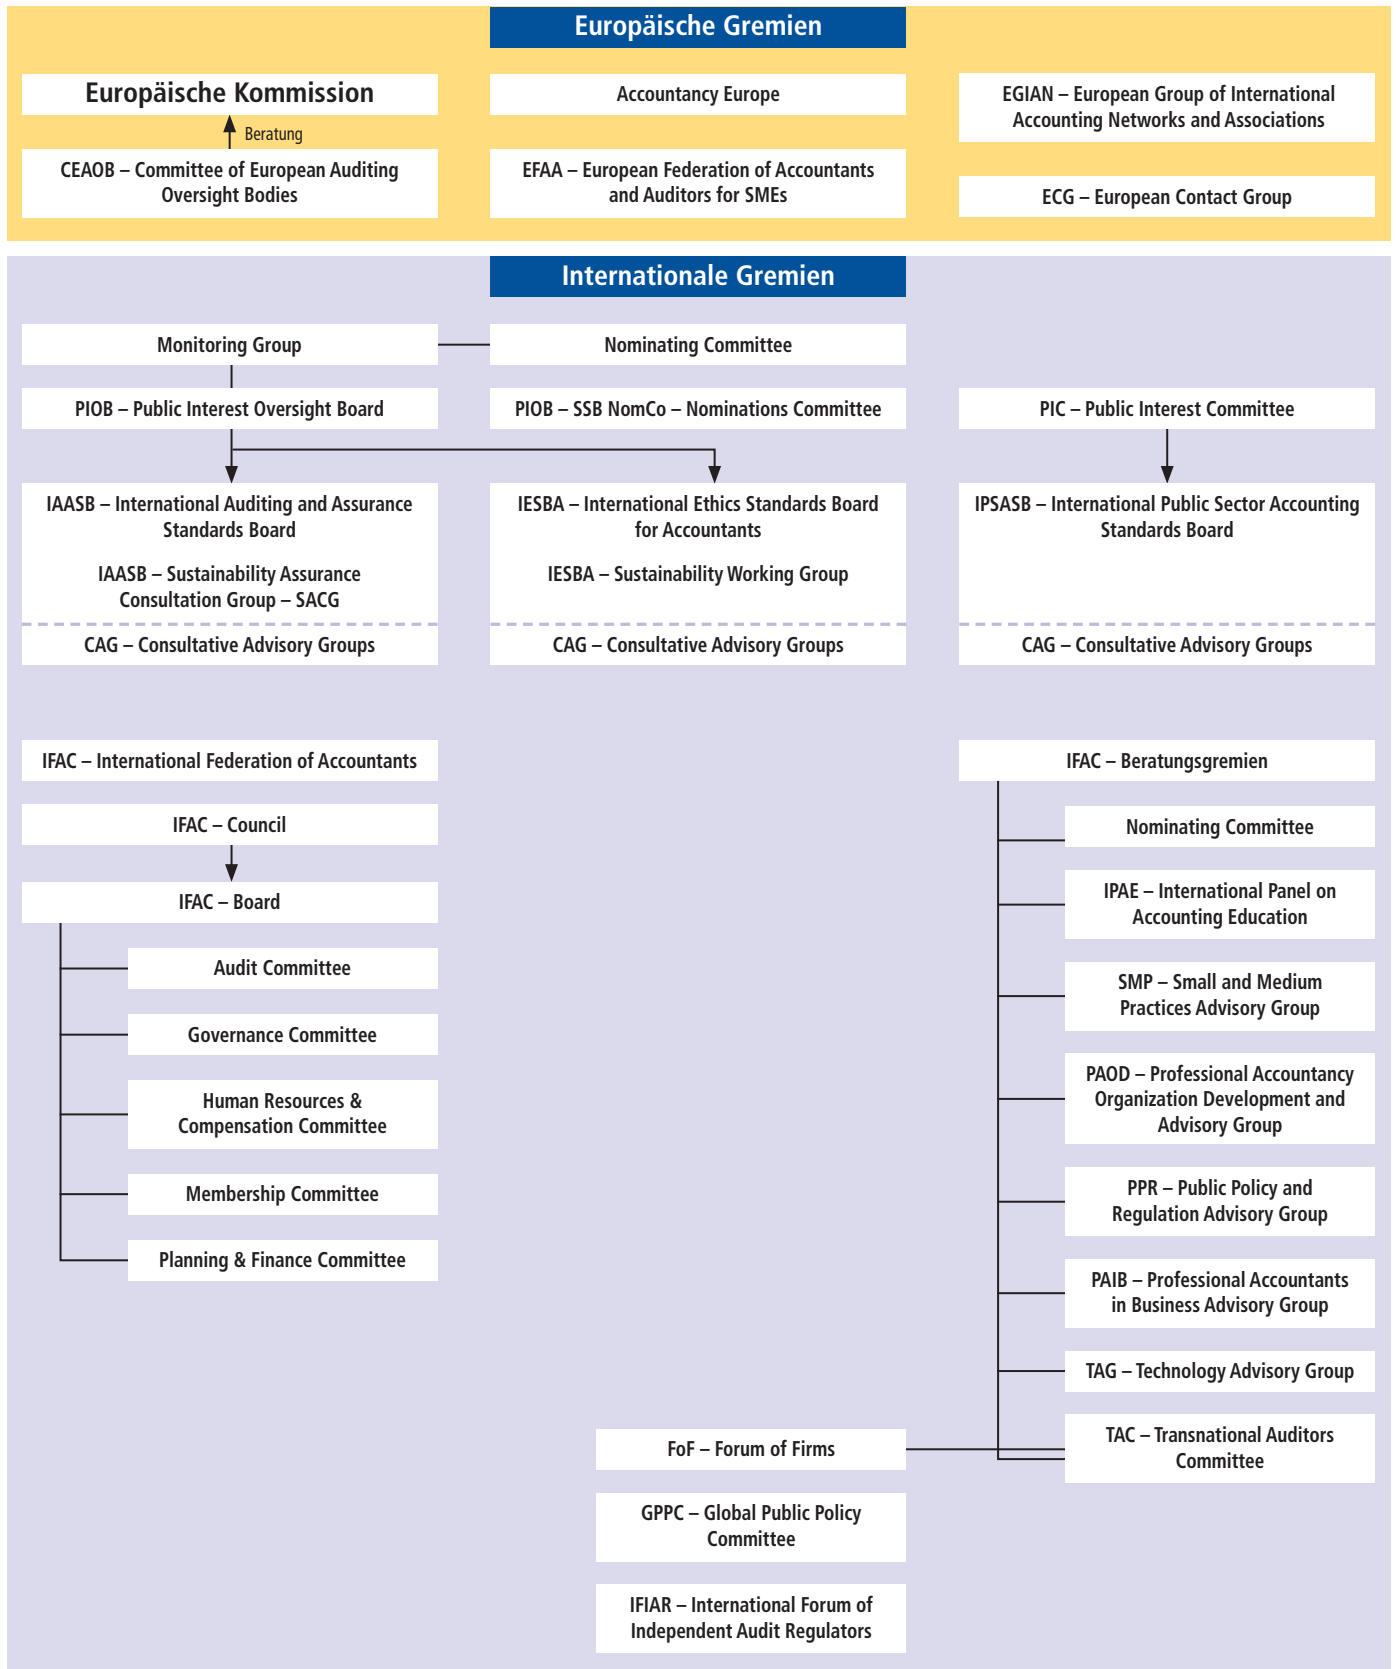 Europäische Gremien
Europäische Kommission
Beratung
CEAOB – Committee of European Auditing
Oversight Bodies
Accountancy Europe
EFAA – European Federation of Accountants
and Auditors for SMEs
EGIAN – European Group of International
Accounting Networks and Associations
ECG – European Contact Group
Internationale Gremien
Monitoring Group
Nominating Committee
PIOB – Public Interest Oversight Board
PIOB – SSB NomCo – Nominations Committee
PIC – Public Interest Committee
IAASB – International Auditing and Assurance
Standards Board
IAASB – Sustainability Assurance
Consultation Group – SACG
CAG – Consultative Advisory Groups
IESBA – International Ethics Standards Board
for Accountants
IESBA – Sustainability Working Group
CAG – Consultative Advisory Groups
IPSASB – International Public Sector Accounting
Standards Board
CAG – Consultative Advisory Groups
IFAC – International Federation of Accountants
IFAC – Council
IFAC – Board
Audit Committee
Governance Committee
Human Resources &
Compensation Committee
Membership Committee
Planning & Finance Committee
IFAC – Beratungsgremien
Nominating Committee
IPAE – International Panel on
Accounting Education
SMP – Small and Medium
Practices Advisory Group
PAOD – Professional Accountancy
Organization Development and
Advisory Group
PPR – Public Policy and
Regulation Advisory Group
PAIB – Professional Accountants
in Business Advisory Group
TAG – Technology Advisory Group
TAC – Transnational Auditors
Committee
FoF – Forum of Firms
GPPC – Global Public Policy
Committee
IFIAR – International Forum of
Independent Audit Regulators